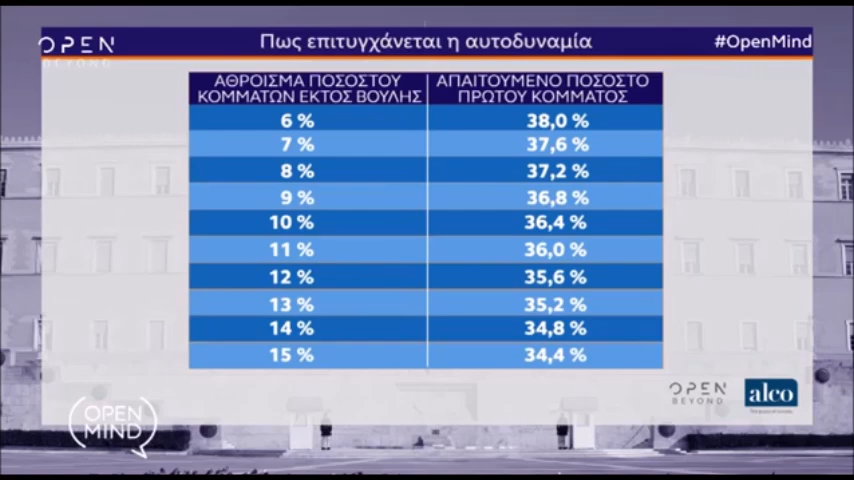 OPEN
BEYOND
Πως επιτυγχάνεται η αυτοδυναμία
#OpenMind
ΑΘΡΟΙΣΜΑ ΠΟΣΟΣΤΟΥ ΚΟΜΜΑΤΩΝ ΕΚΤΟΣ ΒΟΥΛΗΣ
ΑΠΑΙΤΟΥΜΕΝΟ ΠΟΣΟΣΤΟ ΠΡΩΤΟΥ ΚΟΜΜΑΤΟΣ
6 % 38,0 %
7 % 37,6 %
8 % 37,2 %
9 % 36,8 %
10 % 36,4 %
11 % 36,0 %
12 % 35,6 %
13 % 35,2 %
14 % 34,8 %
15 % 34,4 %
OPEN
BEYOND
alco
OPEN
MIND